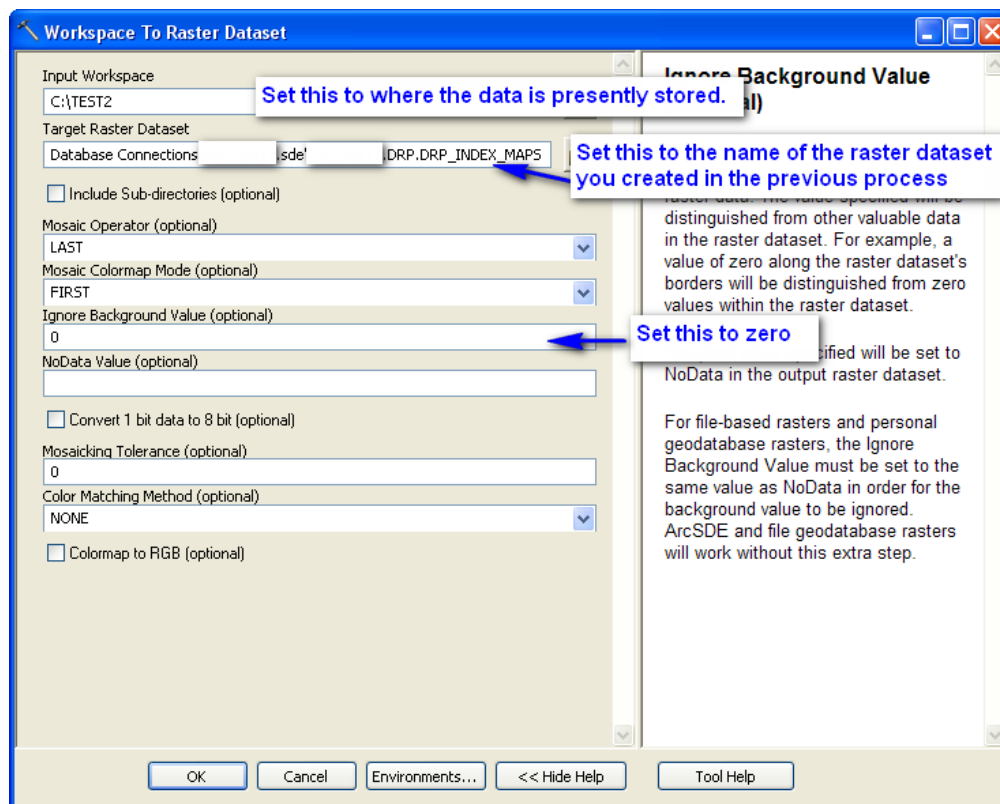 Workspace To Raster Dataset
Input Workspace
C:\TEST2
Set this to where the data is presently stored.
Target Raster Dataset
Database Connections
.sde'
.DRP.DRP_INDEX_MAPS
Set this to the name of the raster dataset
you created in the previous process
Include Sub-directories (optional)
Mosaic Operator (optional)
LAST
Mosaic Colormap Mode (optional)
FIRST
Ignore Background Value (optional)
0
Set this to zero
NoData Value (optional)
Convert 1 bit data to 8 bit (optional)
Mosaicking Tolerance (optional)
0
Color Matching Method (optional)
NONE
Colormap to RGB (optional)
Ignore Background Value
raster data. The value specified will be
distinguished from other valuable data
in the raster dataset. For example, a
value of zero along the raster dataset's
borders will be distinguished from zero
values within the raster dataset.
will be set to
NoData in the output raster dataset.
For file-based rasters and personal
geodatabase rasters, the Ignore
Background Value must be set to the
same value as NoData in order for the
background value to be ignored.
ArcSDE and file geodatabase rasters
will work without this extra step.
OK
Cancel
Environments...
<< Hide Help
Tool Help